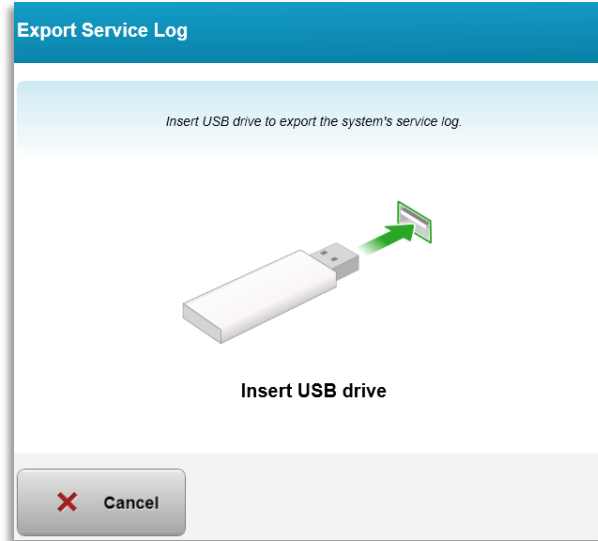 Export Service Log
Insert USB drive to export the system's service log.
Insert USB drive
Cancel